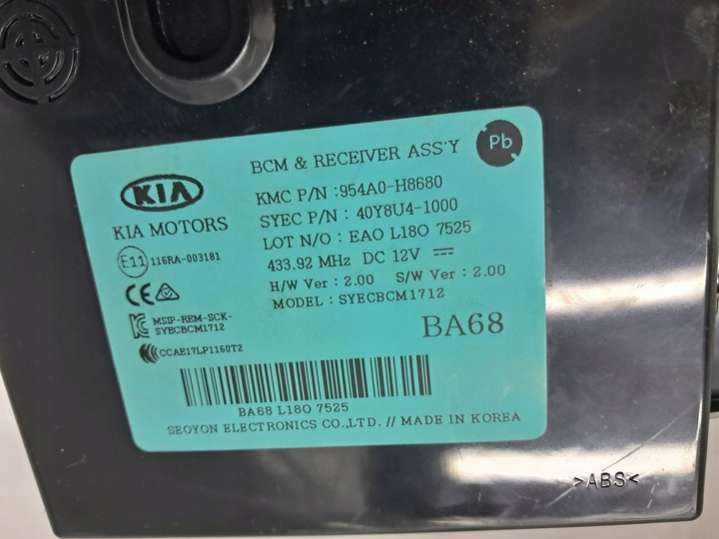 BCM & RECEIVER ASS'Y
Pb
KIA
KIA MOTORS
KMC P/N :954A0-H8680
SYEC P/N : 40Y8U4-1000
LOT N/O : EAO L18O 7525
433.92 MHz DC 12V
H/W Ver : 2.00 S/W Ver : 2.00
MODEL : SYECBCM1712
E11 116RA-003181
CE
MSIP-REM-SCK-
SYECBCM1712
CCAE17LP1160T2
BA68
BA68 L18O 7525
SEOYON ELECTRONICS CO.,LTD. // MADE IN KOREA
>ABS<